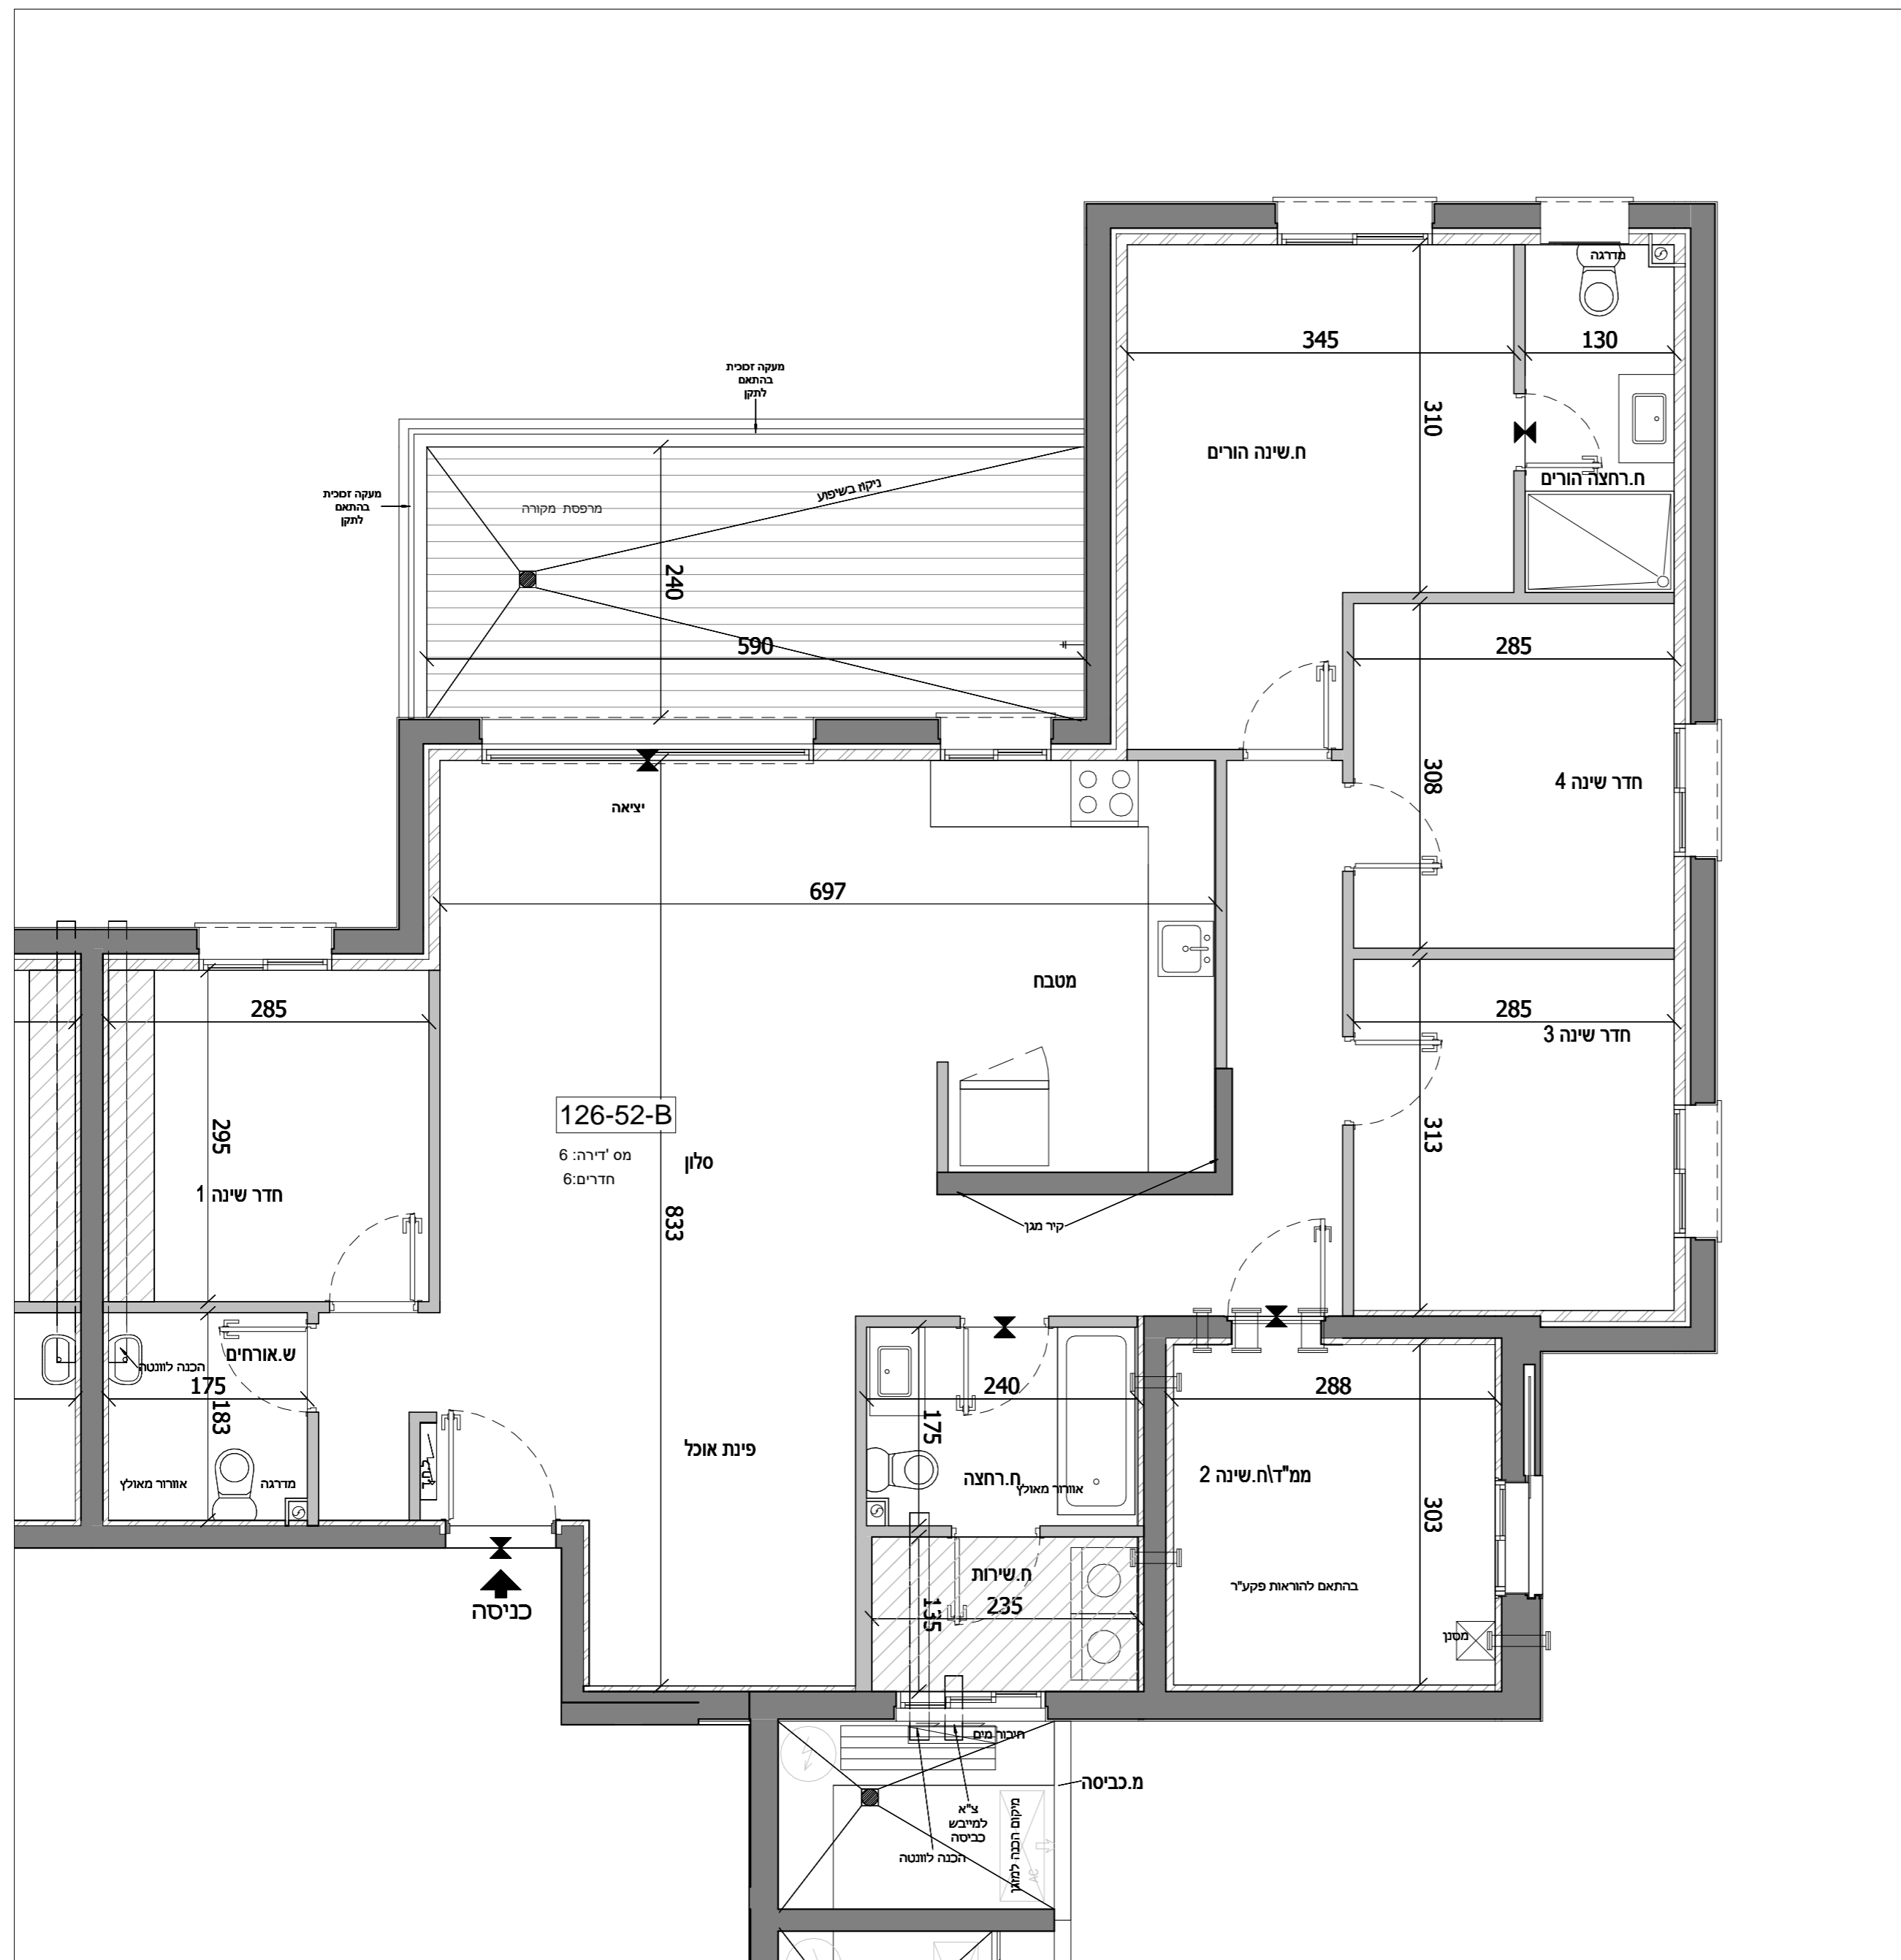 מדרגה
345
130
310
ח.שינה הורים
ח.רחצה הורים
מעקה זכוכית
בהתאם
לתקן
מעקה זכוכית
בהתאם
לתקן
ניקוז בשיפוע
מרפסת מקורה
240
590
285
308
חדר שינה 4
יציאה
697
מטבח
285
חדר שינה 3
313
285
295
חדר שינה 1
126-52-B
מס 'דירה: 6
חדרים:6
סלון
833
קיר מגן
ש.אורחים
הכנה לוונטה
175
183
אוורור מאולץ
מדרגה
פינת אוכל
240
175
ח.רחצה
אוורור מאולץ
288
ממ"ד\ח.שינה 2
303
בהתאם להוראות פקע"ר
מסנן
ח.שירות
235
135
כניסה
חיבור מים
מ.כביסה
צ"א
למייבש
כביסה
הכנה לוונטה
מיקום הכנה למזגן
AC